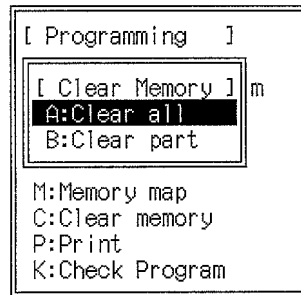 [ Programming ]
m
[ Clear Memory ]
A:Clear all
B:Clear part
M:Memory map
C:Clear memory
P:Print
K:Check Program